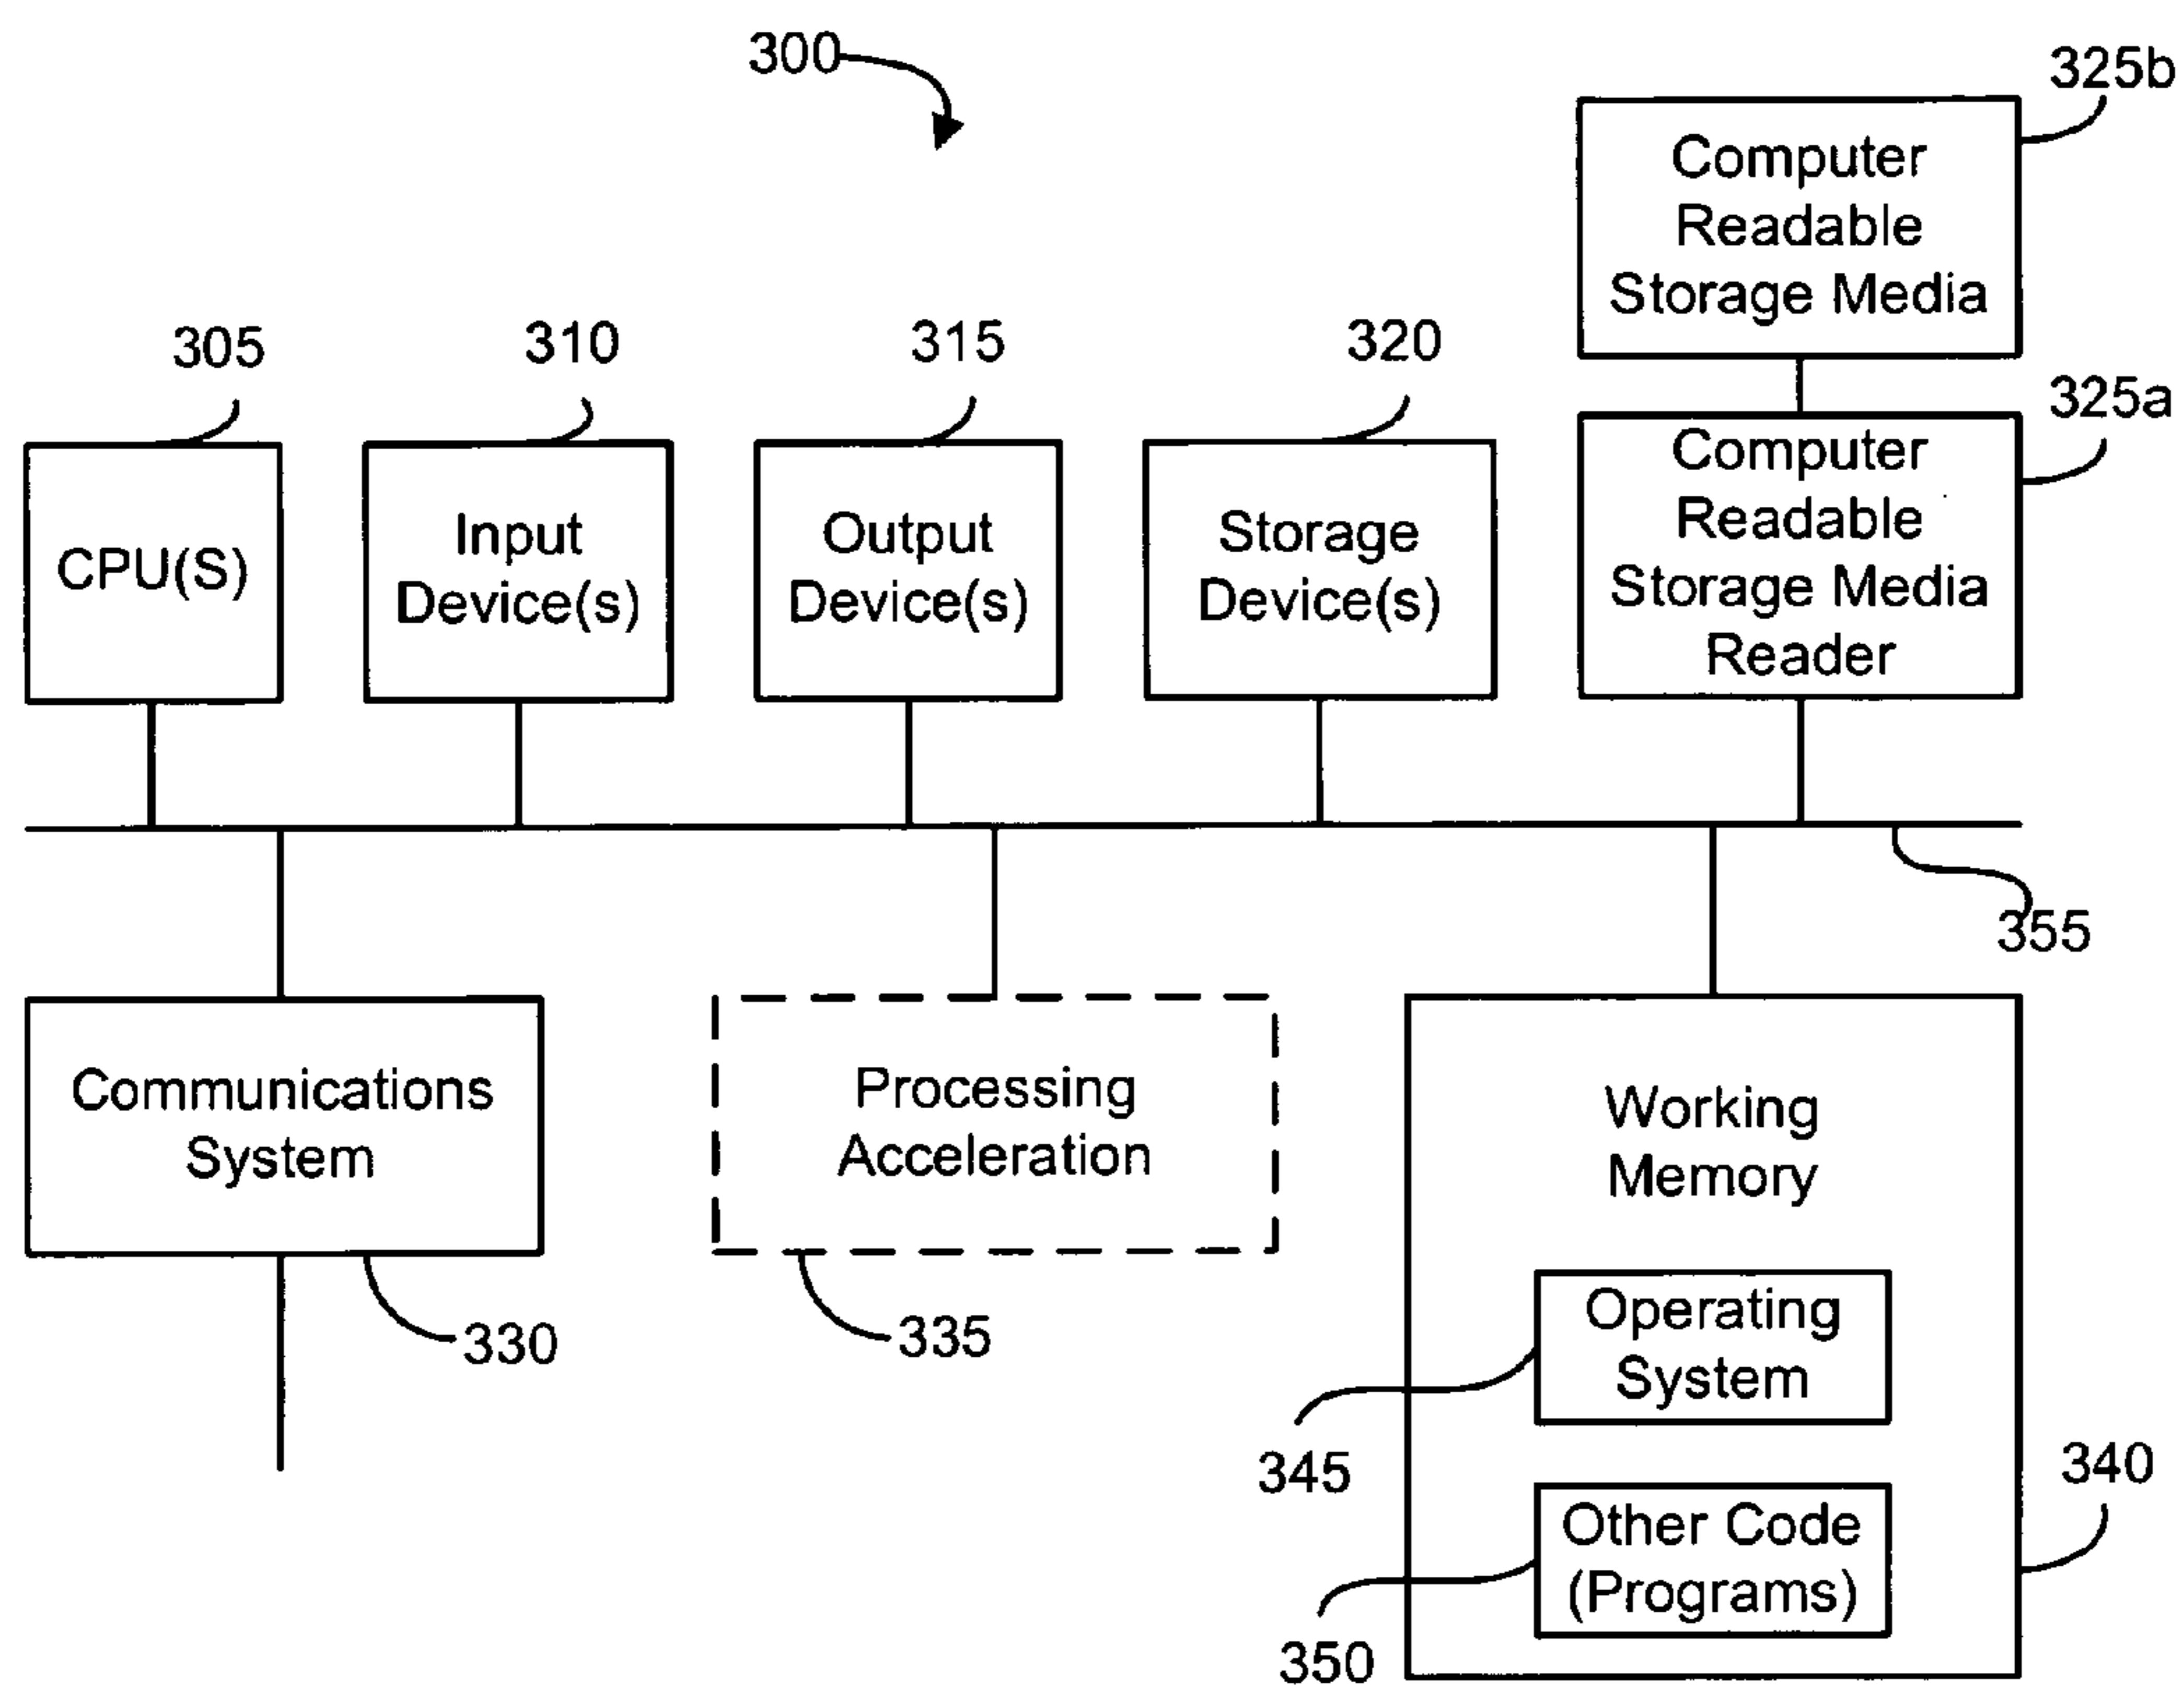 300
325b
Computer
Readable
Storage Media
305
310
315
320
325a
CPU(S)
Input
Device(s)
Output
Device(s)
Storage
Device(s)
Computer
Readable
Storage Media
Reader
355
Communications
System
330
Processing
Acceleration
335
Working
Memory
Operating
System
345
Other Code
(Programs)
350
340